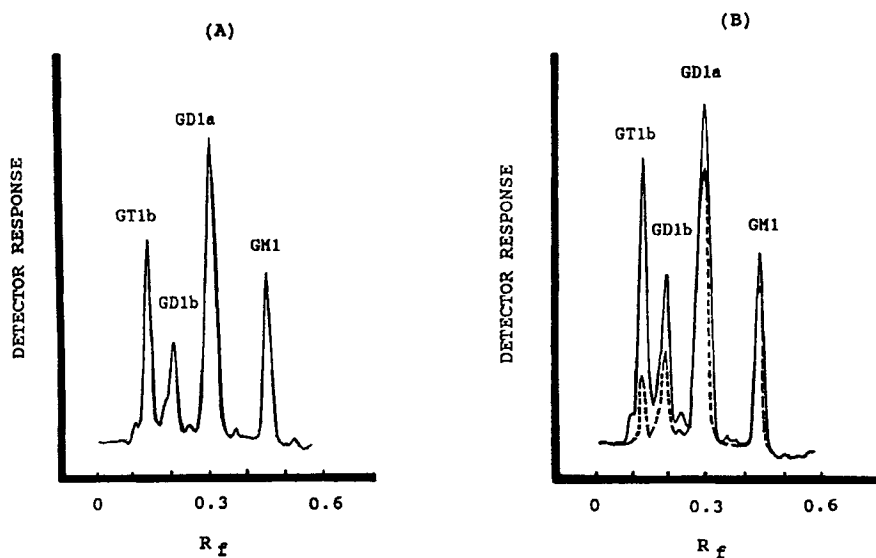 (A)
DETECTOR RESPONSE
GT1b
GD1b
GD1a
GM1
0 0.3 0.6
Rf
(B)
DETECTOR RESPONSE
GT1b
GD1b
GD1a
GM1
0 0.3 0.6
Rf